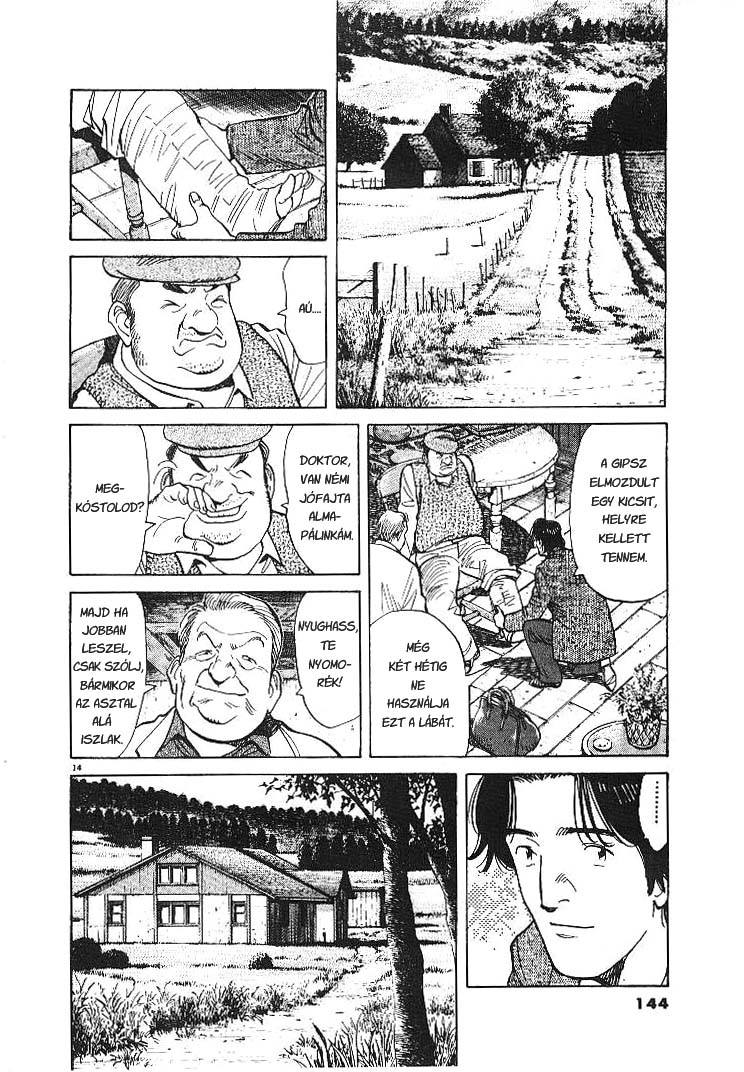 AÚ....
A GIPSZ
ELMOZDULT
EGY KICSIT,
HELYRE
KELLETT
TENNEM.
MÉG
KÉT HÉTIG
NE
HASZNÁLJA
EZT A LÁBÁT.
DOKTOR,
VAN NÉMI
JÓFAJTA
ALMA-
PÁLINKÁM.
MEG-
KÓSTOLOD?
NYUGHASS,
TE
NYOMO-
RÉK!
MAJD HA
JOBBAN
LESZEL,
CSAK SZÓLJ,
BÁRMIKOR
AZ ASZTAL
ALÁ
ISZLAK.
14
.........
144